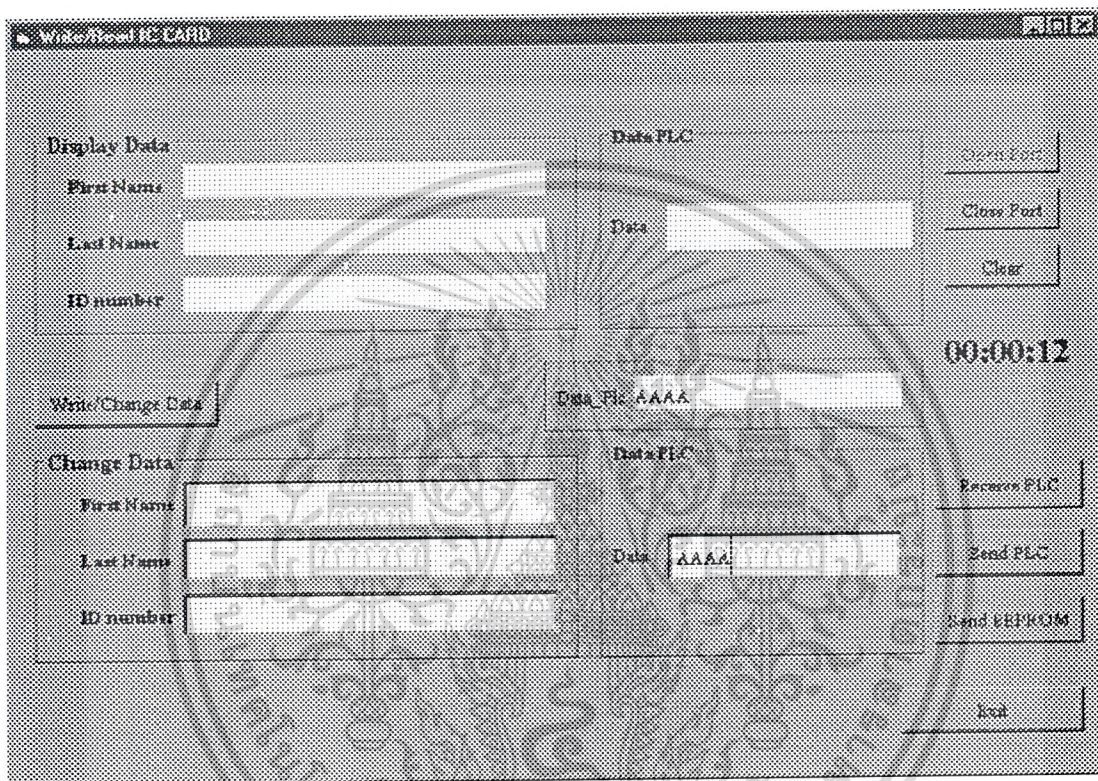 Write/Read IC CARD
Display Data
First Name
Last Name
ID number
Data PLC
Data
Open Port
Close Port
Clear
00:00:12
Write/Change Data
Data_Plc AAAA
Change Data
First Name
Last Name
ID number
Data PLC
Data AAAA
Receive PLC
Send PLC
Send EEPROM
Exit